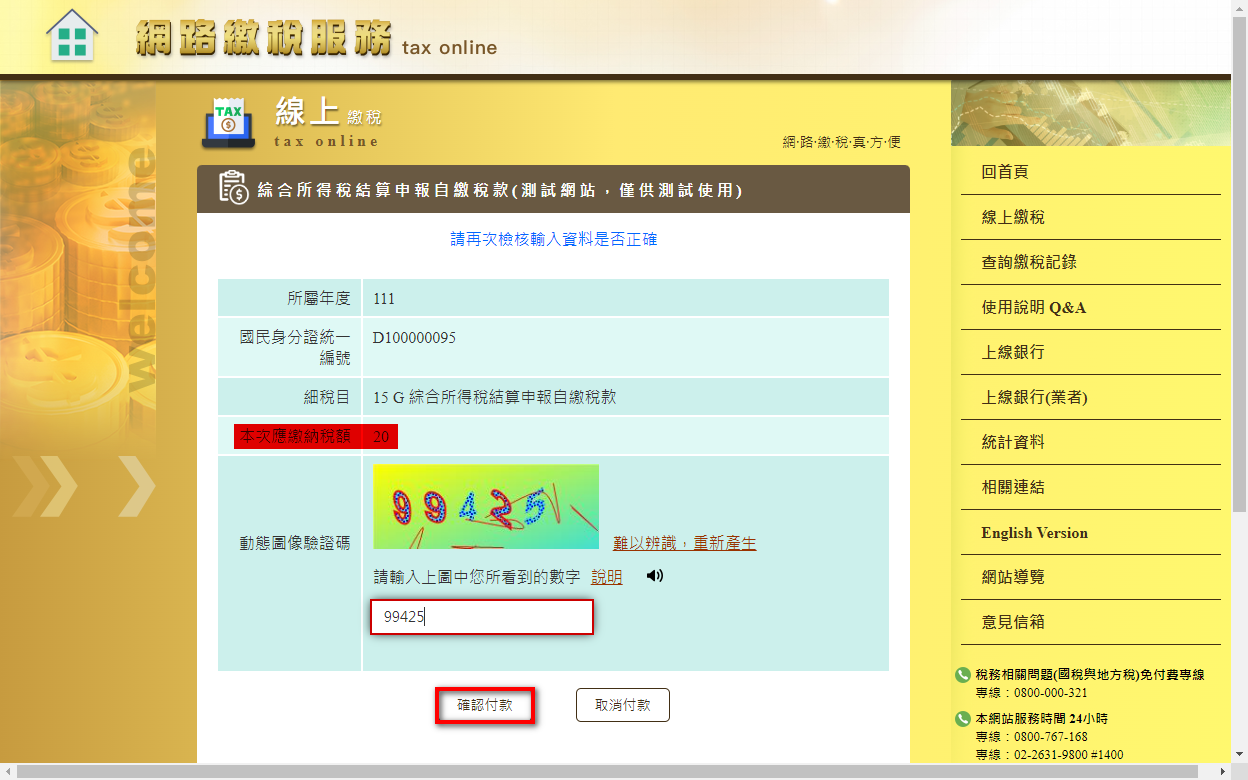 網路繳稅服務 tax online
welcome
TAX
線上 繳稅
tax online
網‧路‧繳‧稅‧真‧方‧便
綜合所得稅結算申報自繳稅款(測試網站，僅供測試使用)
請再次檢核輸入資料是否正確
所屬年度 111
國民身分證統一編號 D100000095
細稅目 15 G 綜合所得稅結算申報自繳稅款
本次應繳納稅額 20
動態圖像驗證碼
99425
難以辨識，重新產生
請輸入上圖中您所看到的數字 說明
99425
確認付款 取消付款
回首頁
線上繳稅
查詢繳稅記錄
使用說明 Q&A
上線銀行
上線銀行(業者)
統計資料
相關連結
English Version
網站導覽
意見信箱
稅務相關問題(國稅與地方稅)免付費專線
專線：0800-000-321
本網站服務時間 24小時
專線：0800-767-168
專線：02-2631-9800 #1400